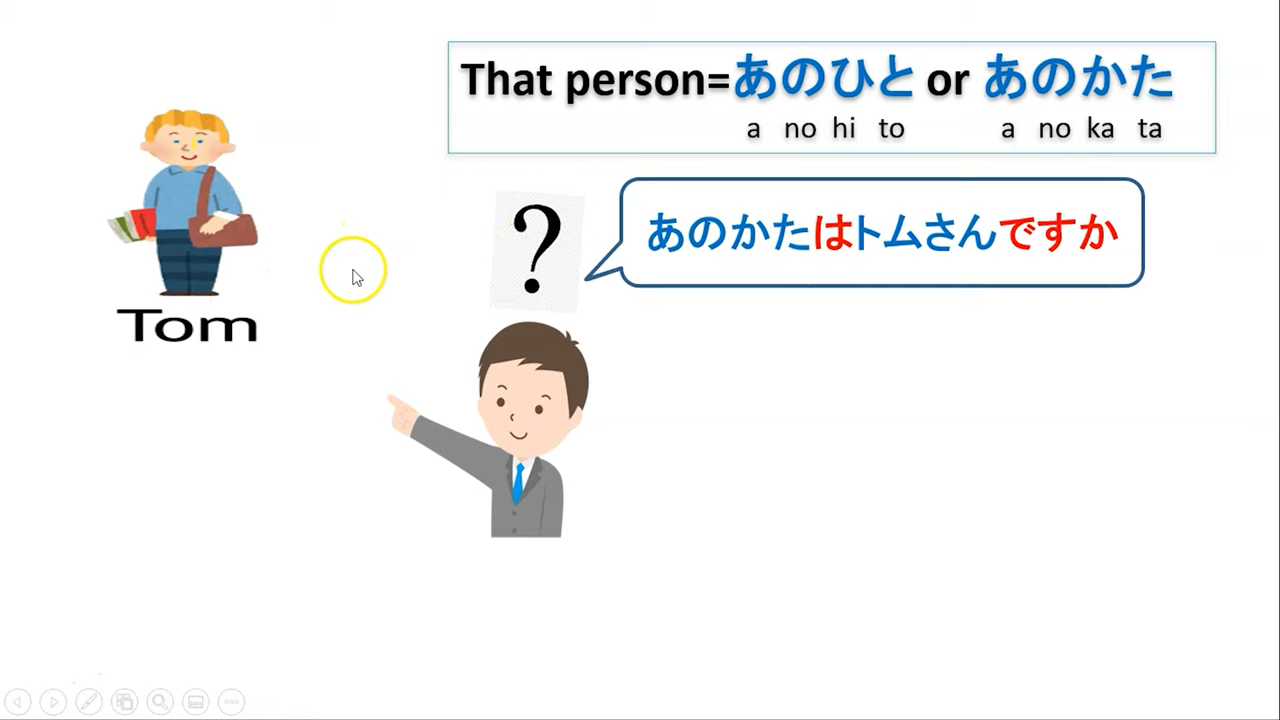 That person=あのひと or あのかた
a no hi to a no ka ta
?
あのかたはトムさんですか
Tom